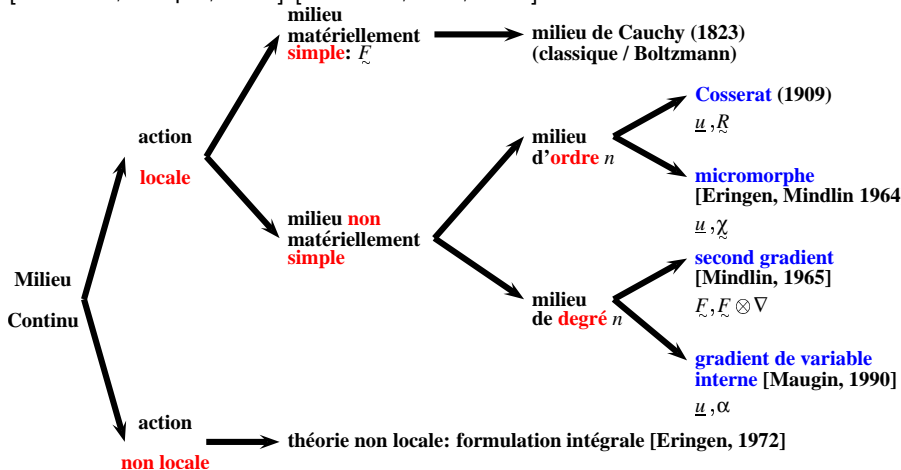 milieu
matériellement
simple: F
milieu de Cauchy (1823)
(classique / Boltzmann)
Cosserat (1909)
u , R
action
locale
milieu
d'ordre n
micromorphe
[Eringen, Mindlin 1964
u , χ
milieu non
matériellement
simple
second gradient
[Mindlin, 1965]
F , F ⊗ ∇
Milieu
Continu
milieu
de degré n
gradient de variable
interne [Maugin, 1990]
u , α
action
non locale
théorie non locale: formulation intégrale [Eringen, 1972]